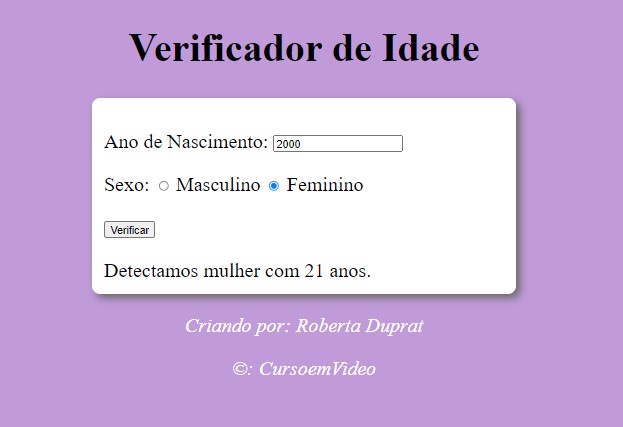 Verificador de Idade
Ano de Nascimento: 2000
Sexo: Masculino Feminino
Verificar
Detectamos mulher com 21 anos.
Criando por: Roberta Duprat
©: CursoemVideo